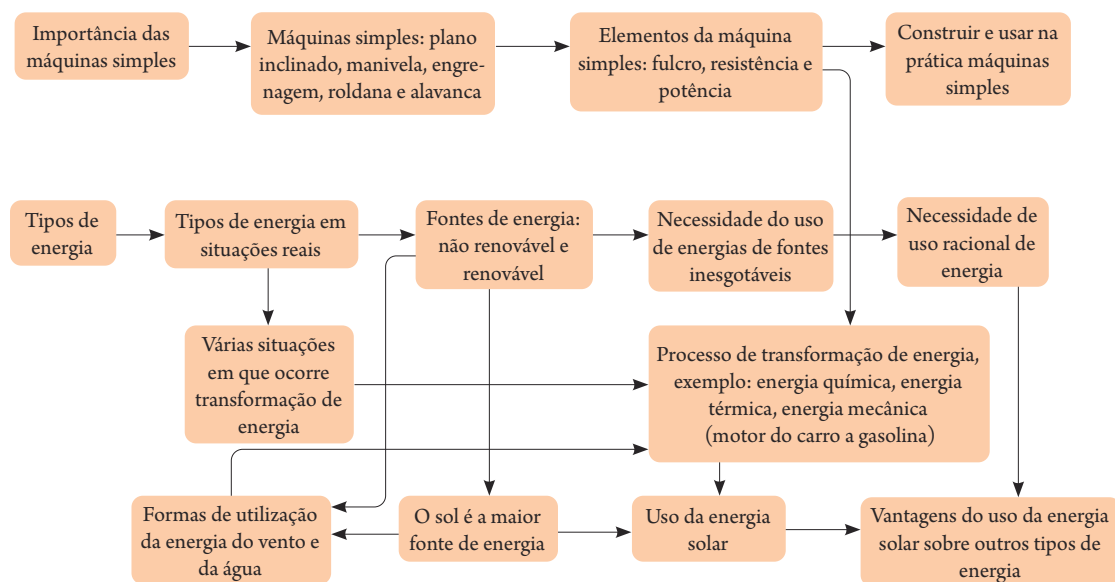 Importância das
máquinas simples
Máquinas simples: plano
inclinado, manivela, engre-
nagem, roldana e alavanca
Elementos da máquina
simples: fulcro, resistência e
potência
Construir e usar na
prática máquinas
simples
Tipos de
energia
Tipos de energia em
situações reais
Fontes de energia:
não renovável e
renovável
Necessidade do uso
de energias de fontes
inesgotáveis
Necessidade de
uso racional de
energia
Várias situações
em que ocorre
transformação de
energia
Processo de transformação de energia,
exemplo: energia química, energia
térmica, energia mecânica
(motor do carro a gasolina)
Formas de utilização
da energia do vento e
da água
O sol é a maior
fonte de energia
Uso da energia
solar
Vantagens do uso da energia
solar sobre outros tipos de
energia